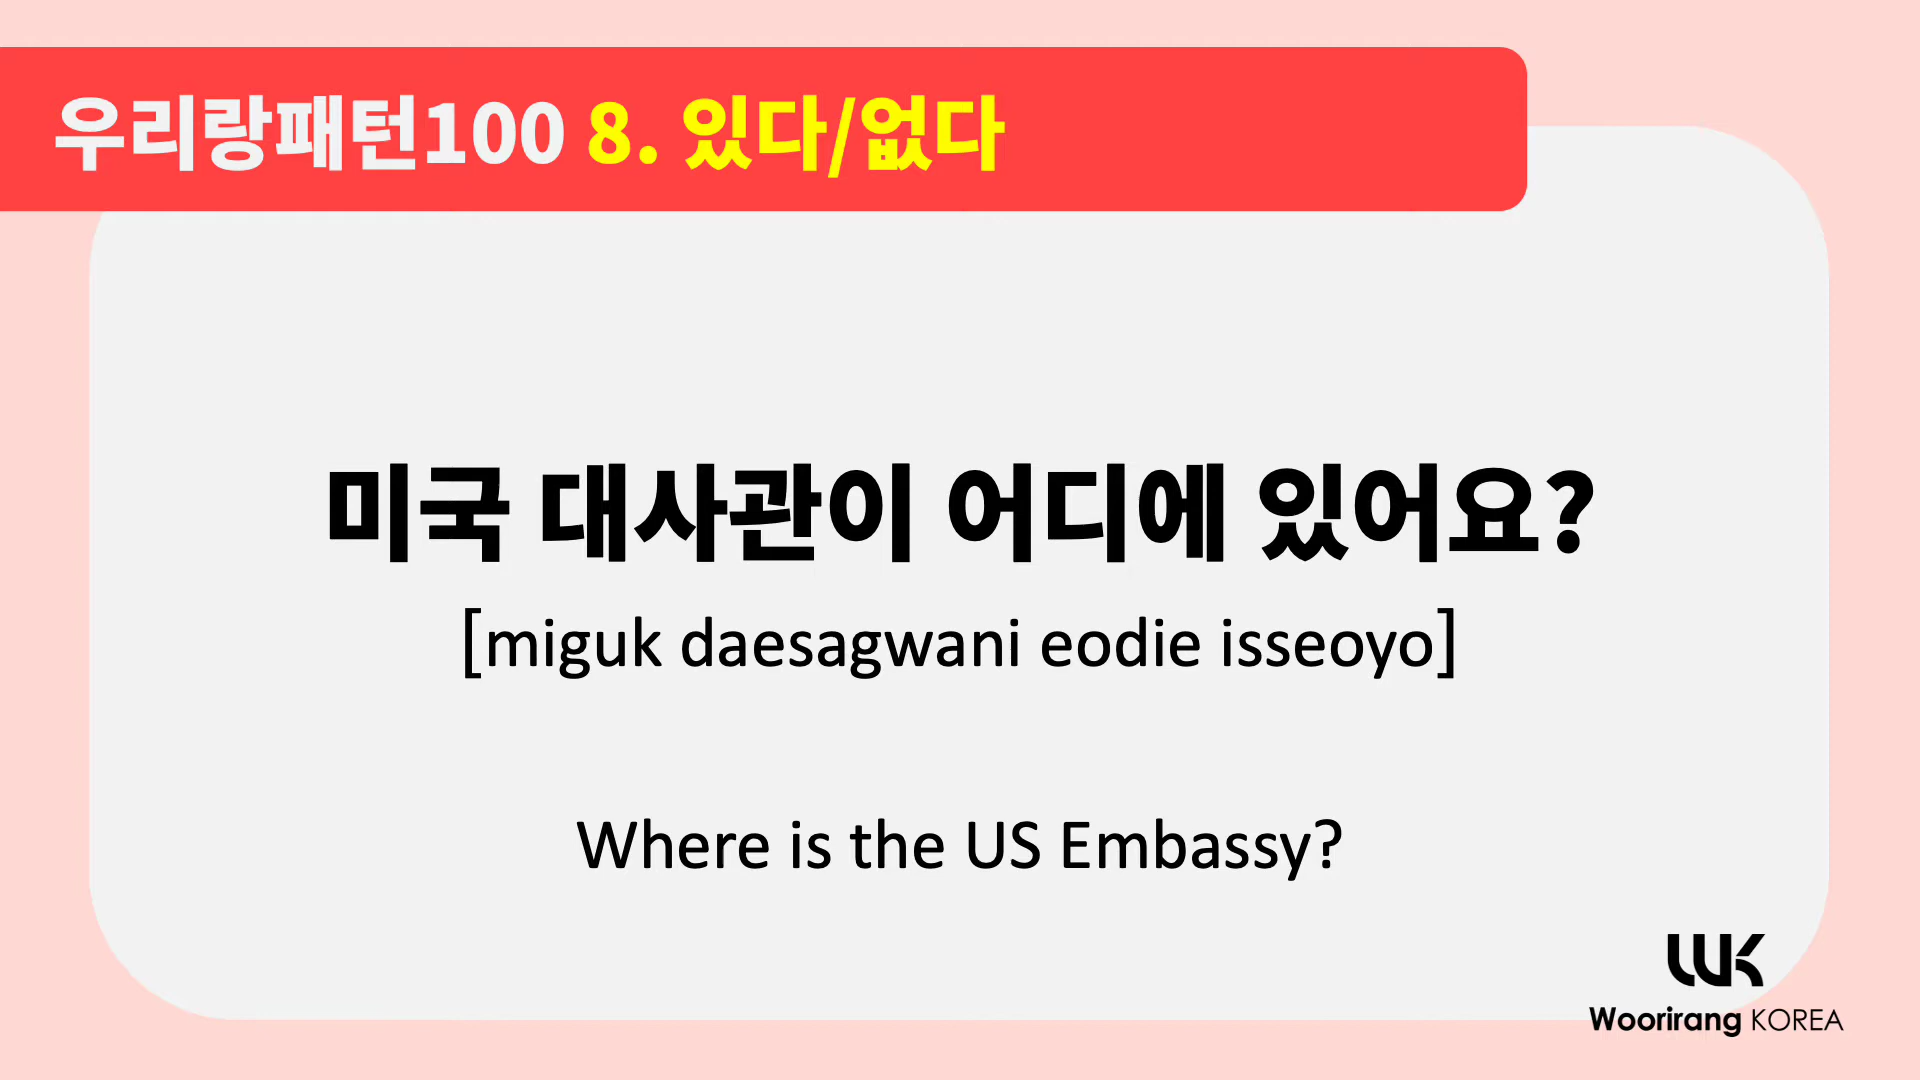 우리랑패턴100 8. 있다/없다
미국 대사관이 어디에 있어요?
[miguk daesagwani eodie isseoyo]
Where is the US Embassy?
WK
Woorirang KOREA